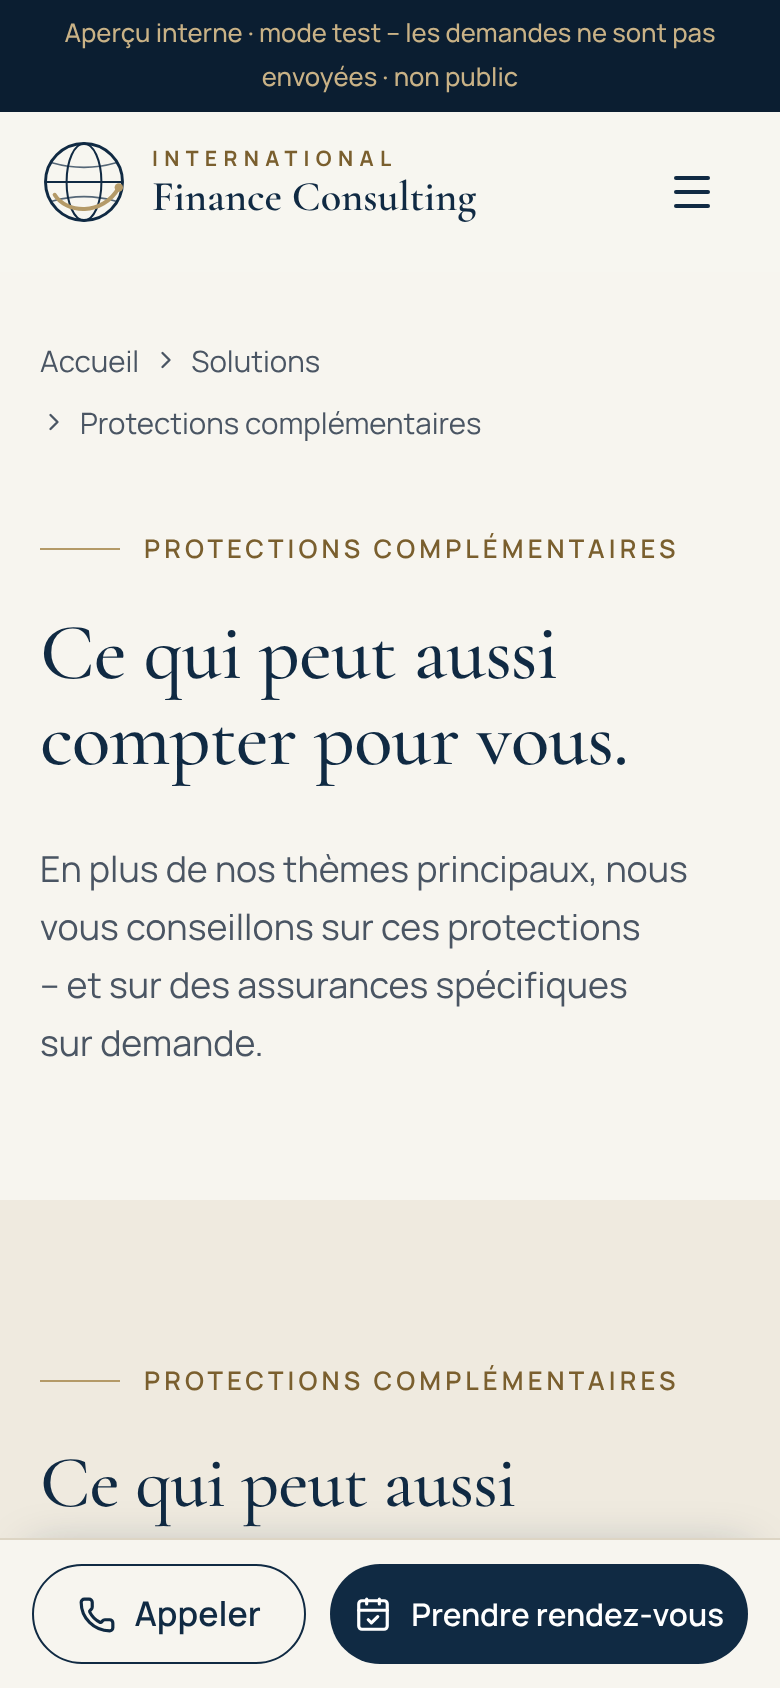 Aperçu interne · mode test – les demandes ne sont pas
envoyées · non public
INTERNATIONAL
Finance Consulting
Accueil > Solutions
> Protections complémentaires
PROTECTIONS COMPLÉMENTAIRES
Ce qui peut aussi
compter pour vous.
En plus de nos thèmes principaux, nous
vous conseillons sur ces protections
– et sur des assurances spécifiques
sur demande.
PROTECTIONS COMPLÉMENTAIRES
Ce qui peut aussi
Appeler
Prendre rendez-vous